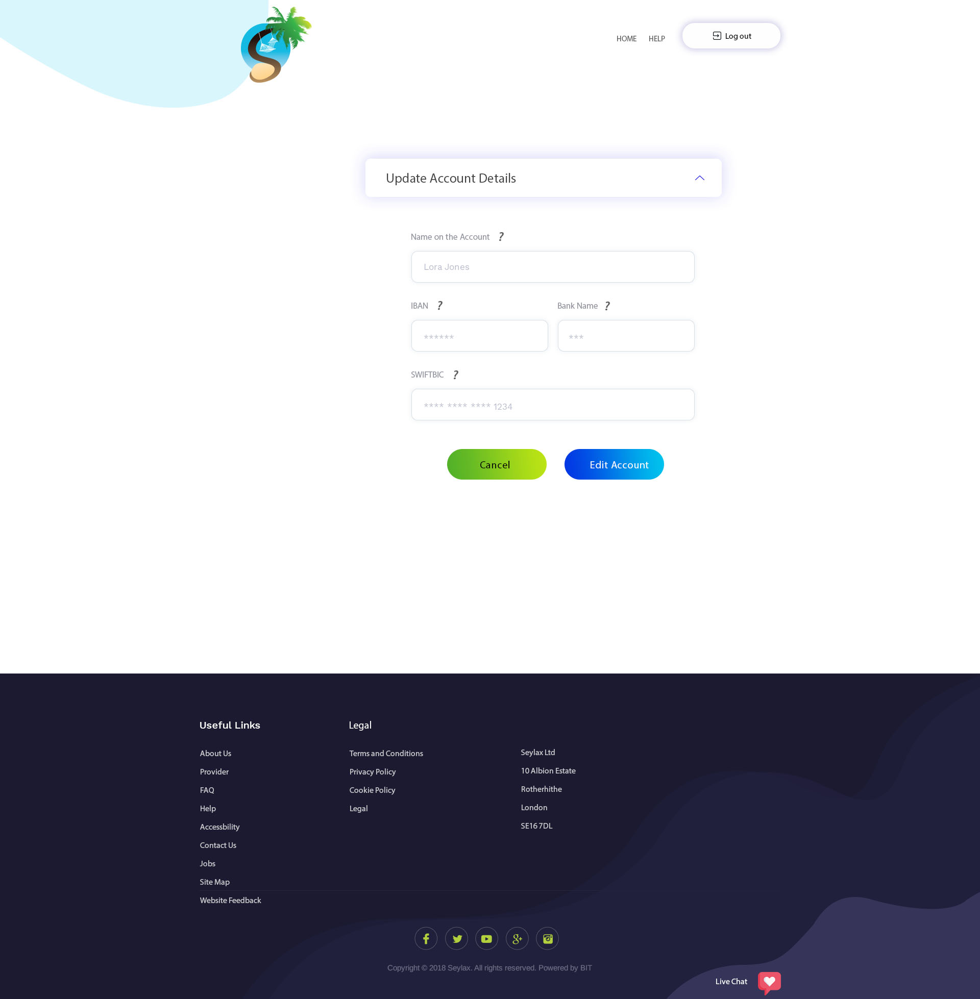 HOME HELP Log out
Update Account Details
Name on the Account ?
Lora Jones
IBAN ? Bank Name ?
****** ***
SWIFTBIC ?
**** **** **** 1234
Cancel Edit Account
Useful Links
About Us
Provider
FAQ
Help
Accessbility
Contact Us
Jobs
Site Map
Website Feedback
Legal
Terms and Conditions
Privacy Policy
Cookie Policy
Legal
Seylax Ltd
10 Albion Estate
Rotherhithe
London
SE16 7DL
Copyright © 2018 Seylax. All rights reserved. Powered by BIT
Live Chat